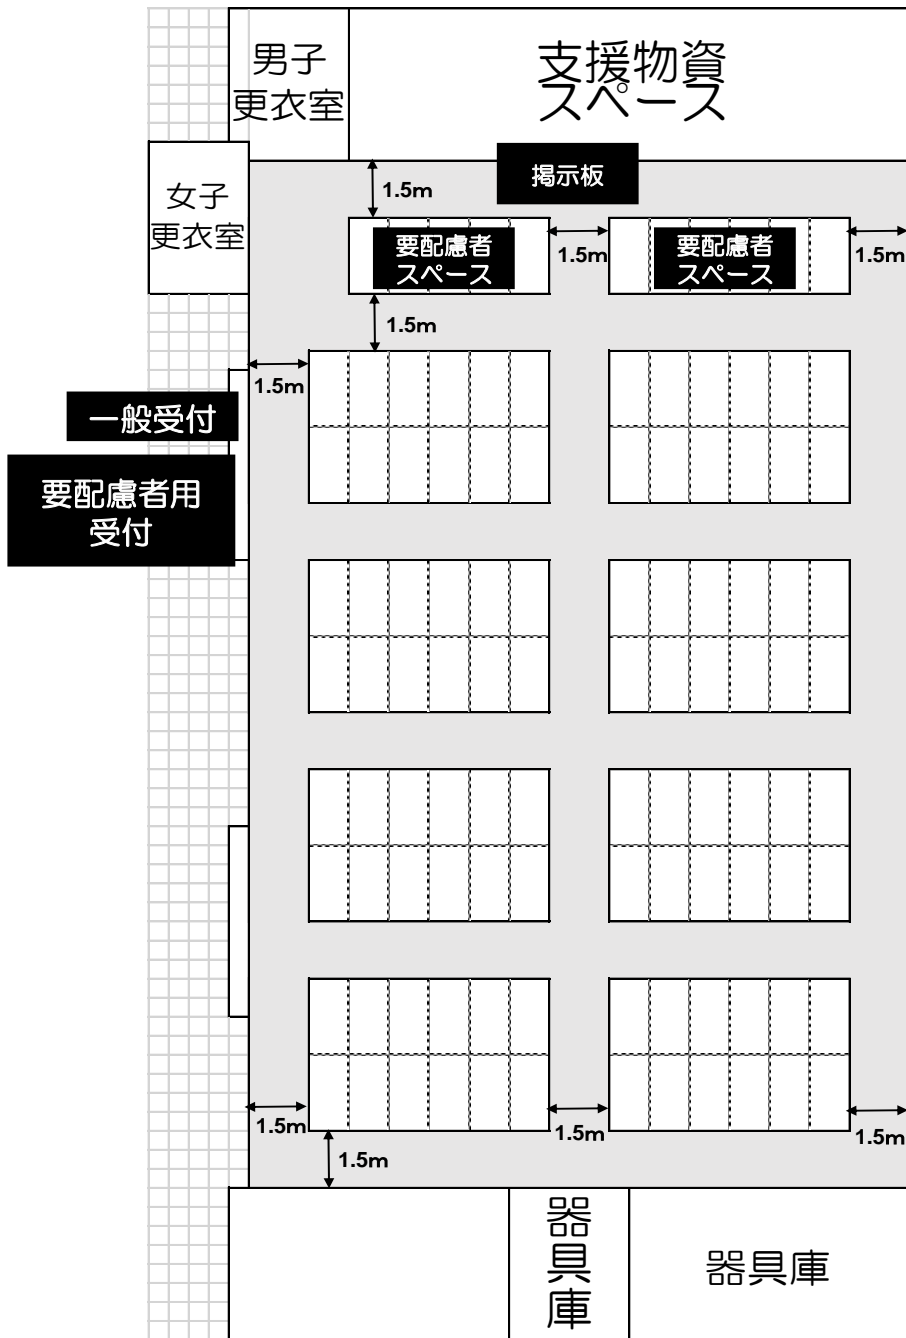 男子
更衣室
支援物資
スペース
掲示板
女子
更衣室
1.5m
要配慮者
スペース
1.5m
要配慮者
スペース
1.5m
1.5m
1.5m
一般受付
要配慮者用
受付
1.5m
1.5m
1.5m
1.5m
器
具
庫
器具庫